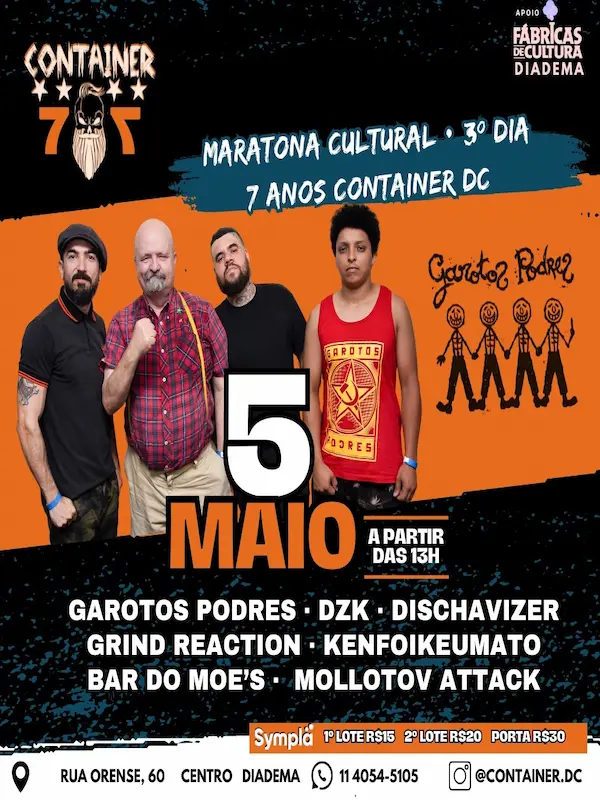 APOIO
FÁBRICAS
DE CULTURA
DIADEMA
CONTAINER
7 7
MARATONA CULTURAL • 3º DIA
7 ANOS CONTAINER DC
Garotos Podres
GAROTOS
PODRES
5
MAIO
A PARTIR
DAS 13H
GAROTOS PODRES · DZK · DISCHAVIZER
GRIND REACTION · KENFOIKEUMATO
BAR DO MOE'S · MOLLOTOV ATTACK
Sympla 1º LOTE R$15 2º LOTE R$20 PORTA R$30
RUA ORENSE, 60 CENTRO DIADEMA 11 4054-5105 @CONTAINER.DC